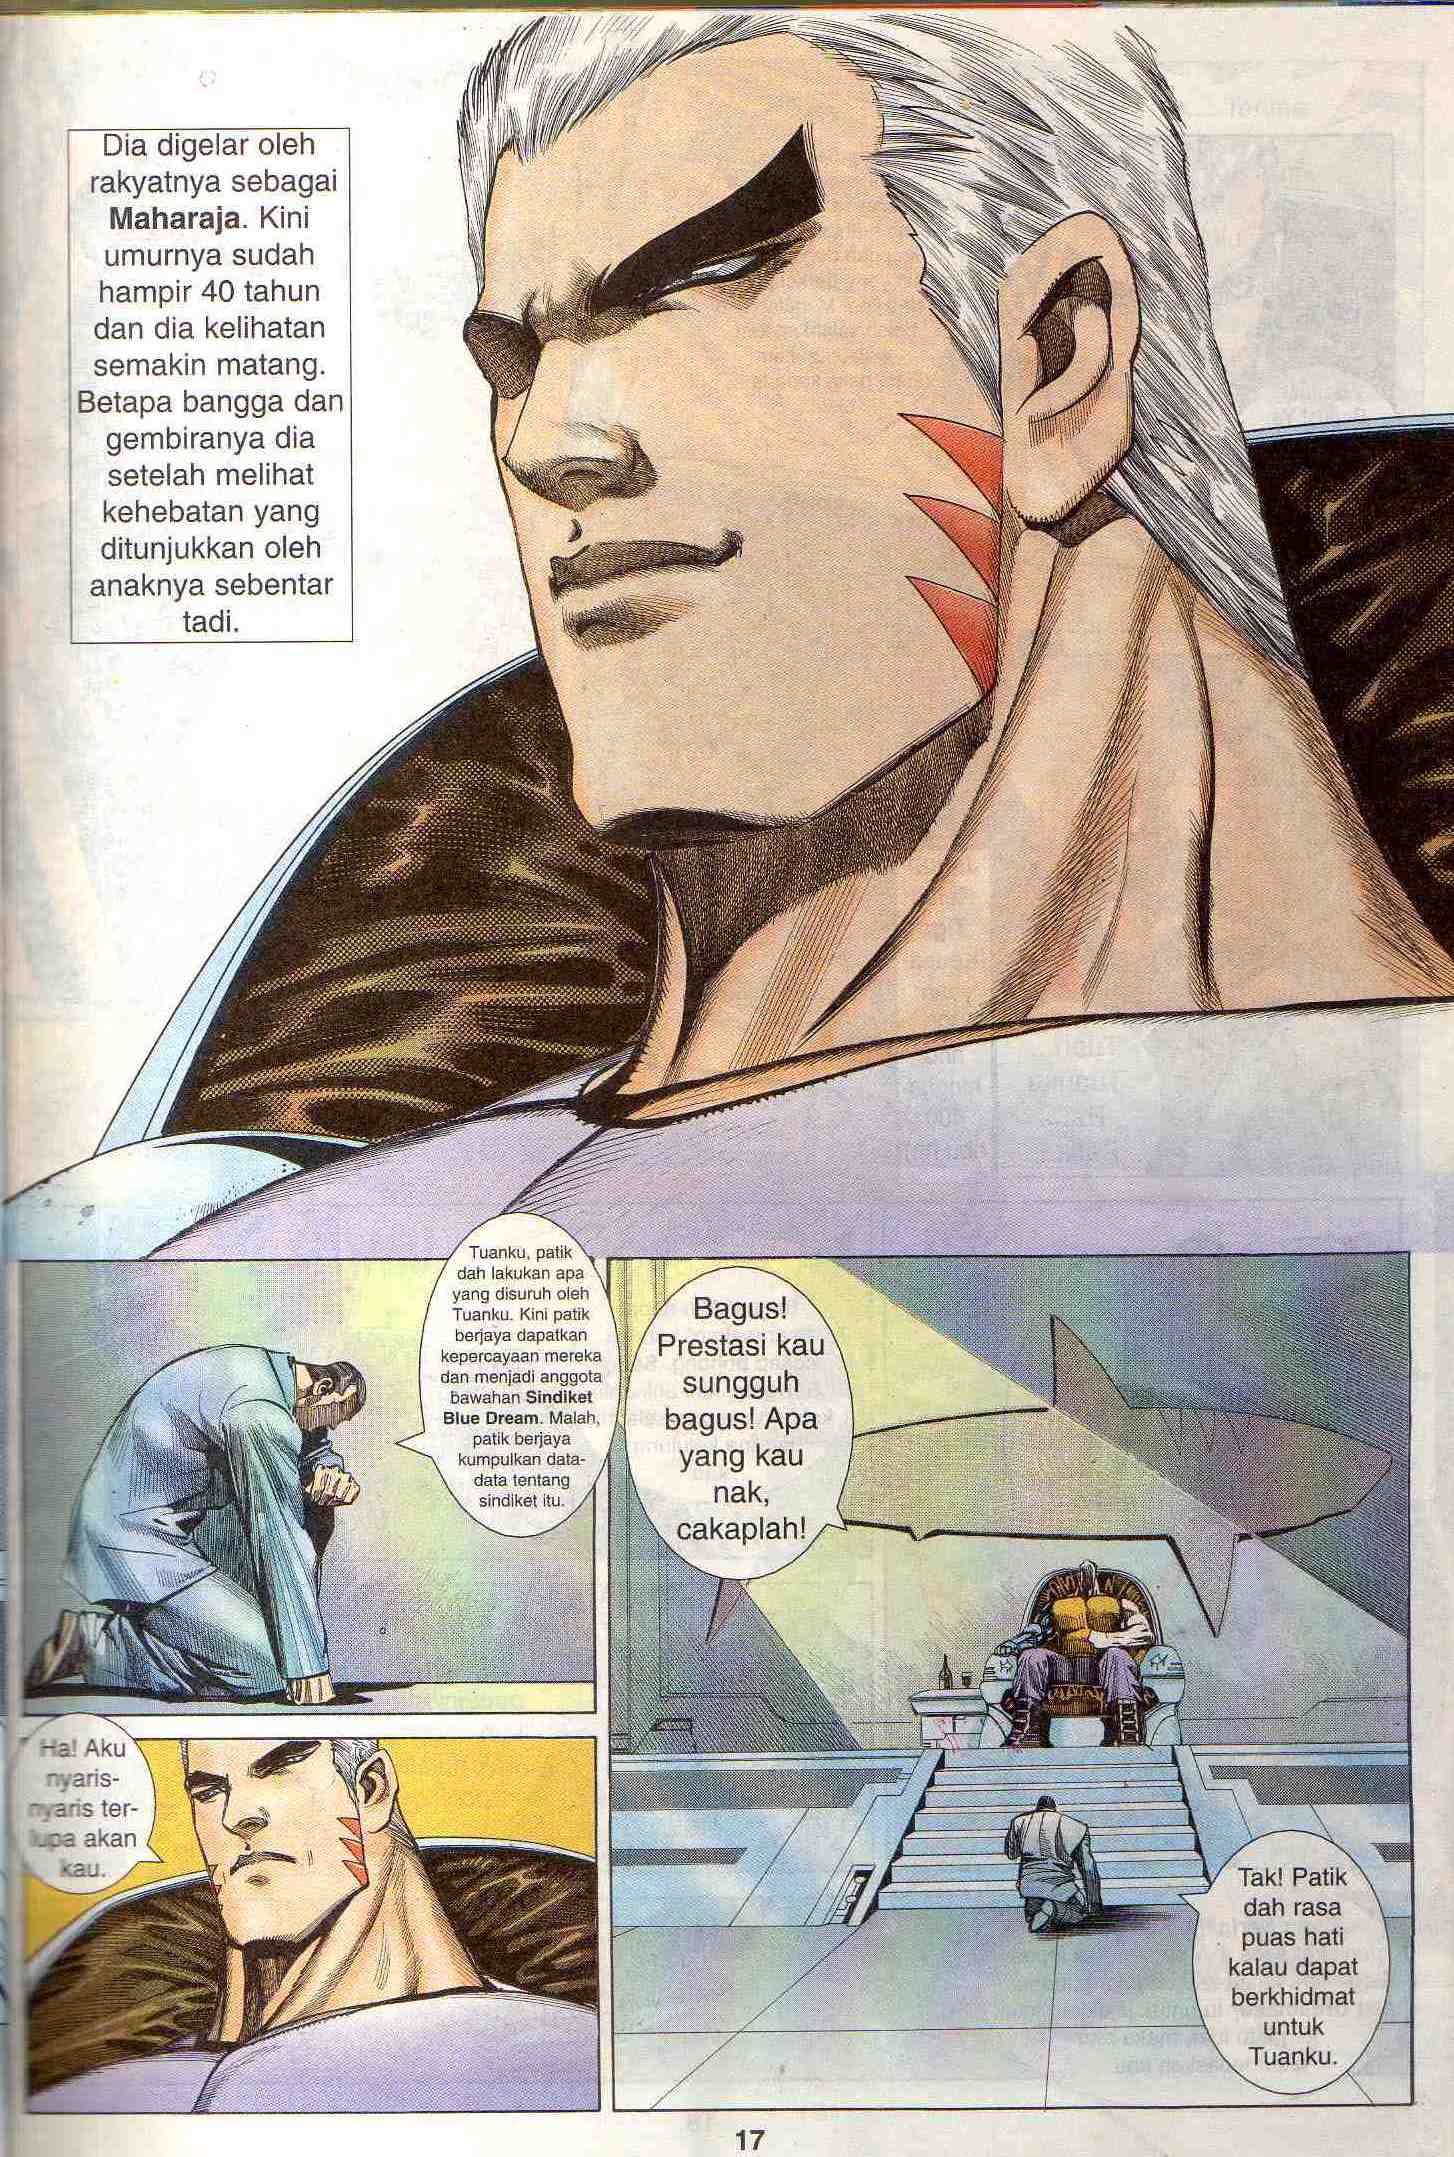 Dia digelar oleh
rakyatnya sebagai
Maharaja. Kini
umurnya sudah
hampir 40 tahun
dan dia kelihatan
semakin matang.
Betapa bangga dan
gembiranya dia
setelah melihat
kehebatan yang
ditunjukkan oleh
anaknya sebentar
tadi.
Tuanku, patik
dah lakukan apa
yang disuruh oleh
Tuanku. Kini patik
berjaya dapatkan
kepercayaan mereka
dan menjadi anggota
bawahan Sindiket
Blue Dream. Malah,
patik berjaya
kumpulkan data-
data tentang
sindiket itu.
Ha! Aku
nyaris-
nyaris ter-
lupa akan
kau.
Bagus!
Prestasi kau
sungguh
bagus! Apa
yang kau
nak,
cakaplah!
Tak! Patik
dah rasa
puas hati
kalau dapat
berkhidmat
untuk
Tuanku.
17